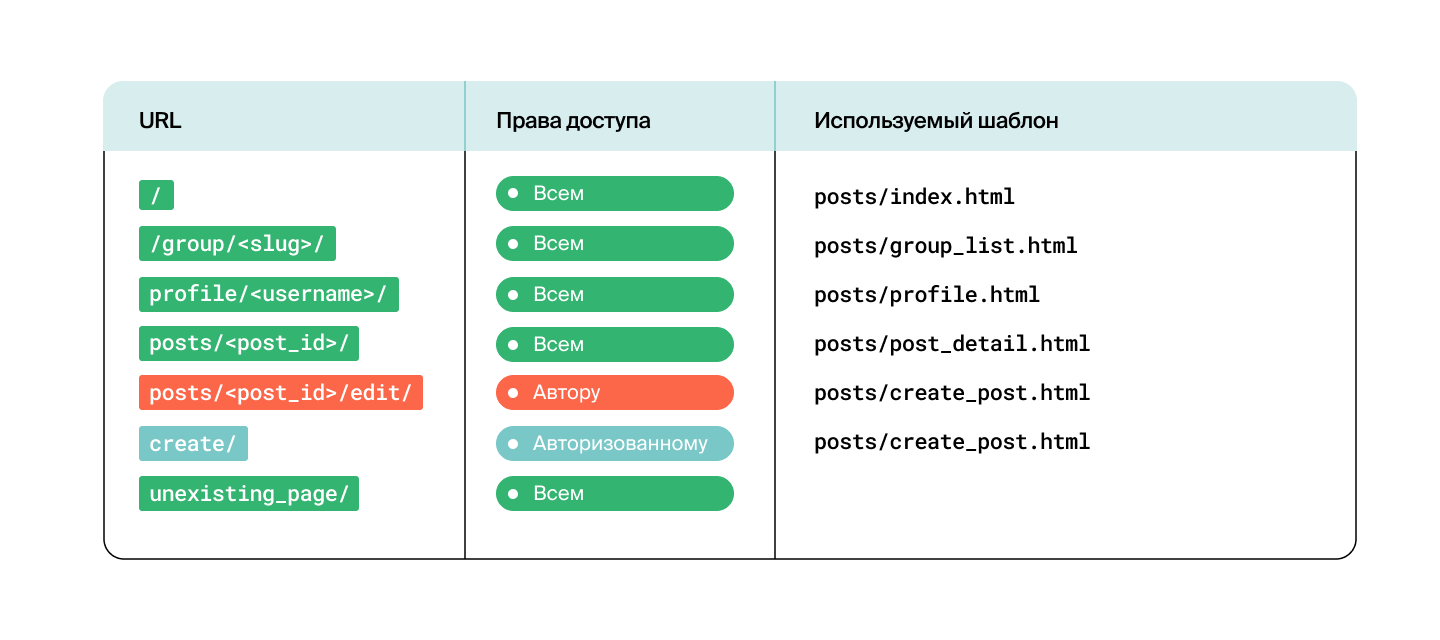 URL Права доступа Используемый шаблон
/ Всем posts/index.html
/group/<slug>/ Всем posts/group_list.html
profile/<username>/ Всем posts/profile.html
posts/<post_id>/ Всем posts/post_detail.html
posts/<post_id>/edit/ Автору posts/create_post.html
create/ Авторизованному posts/create_post.html
unexisting_page/ Всем